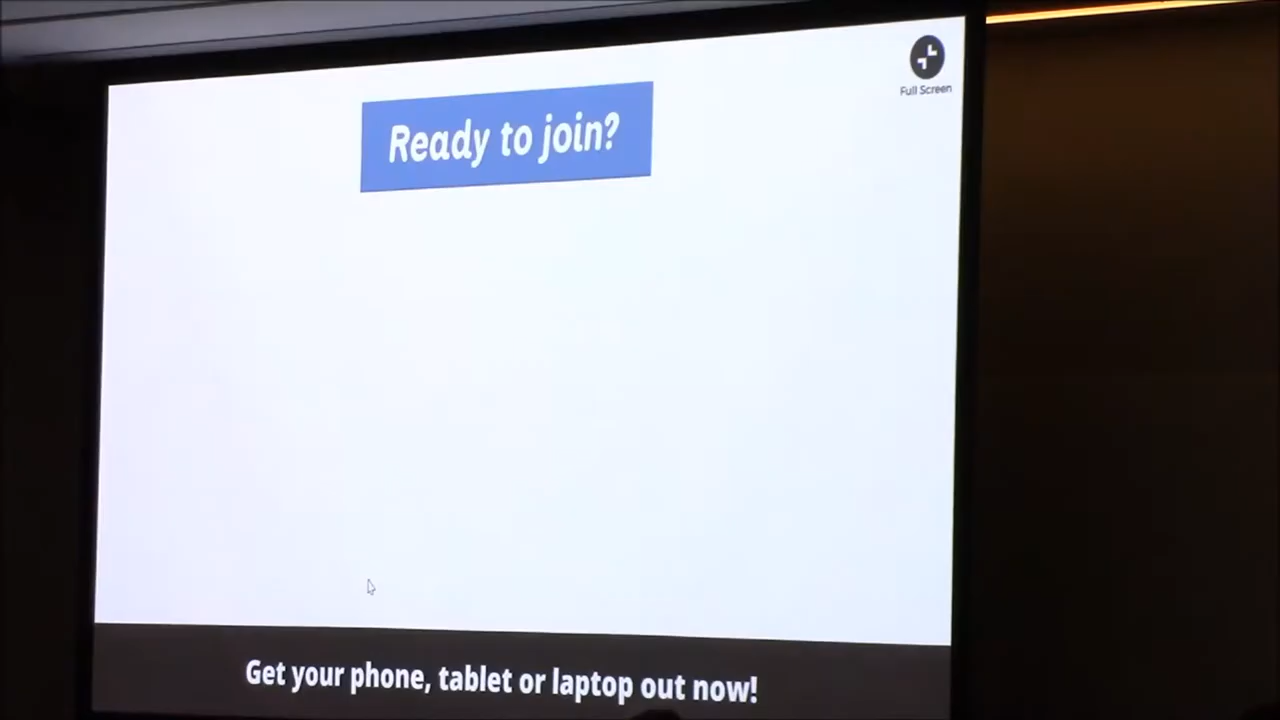 Full Screen
Ready to join?
Get your phone, tablet or laptop out now!